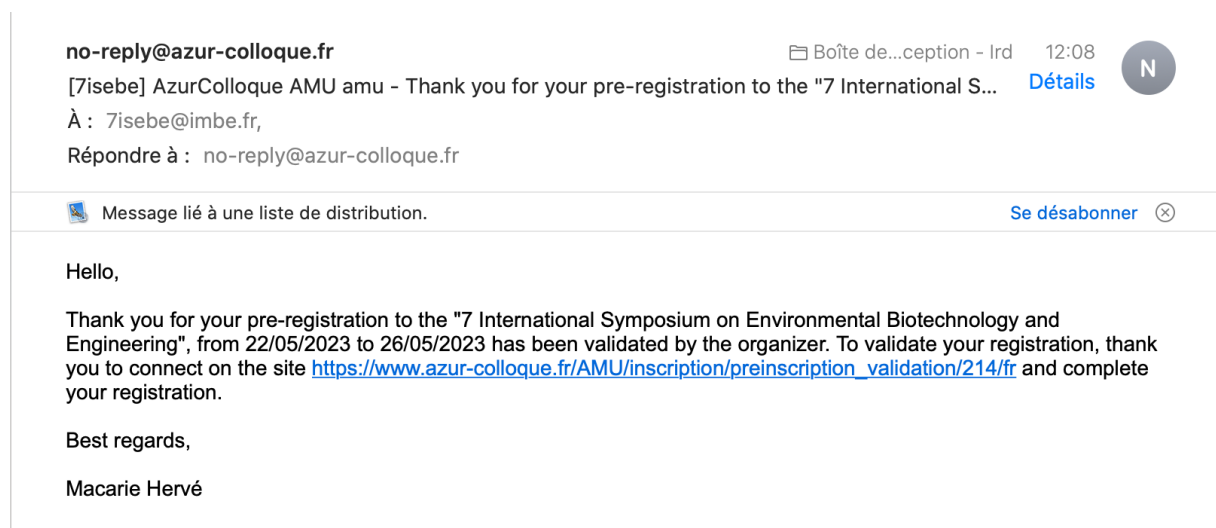 no-reply@azur-colloque.fr Boîte de...ception - Ird 12:08
N
[7isebe] AzurColloque AMU amu - Thank you for your pre-registration to the "7 International S... Détails
À : 7isebe@imbe.fr,
Répondre à : no-reply@azur-colloque.fr
Message lié à une liste de distribution. Se désabonner
Hello,
Thank you for your pre-registration to the "7 International Symposium on Environmental Biotechnology and
Engineering", from 22/05/2023 to 26/05/2023 has been validated by the organizer. To validate your registration, thank
you to connect on the site https://www.azur-colloque.fr/AMU/inscription/preinscription_validation/214/fr and complete
your registration.
Best regards,
Macarie Hervé